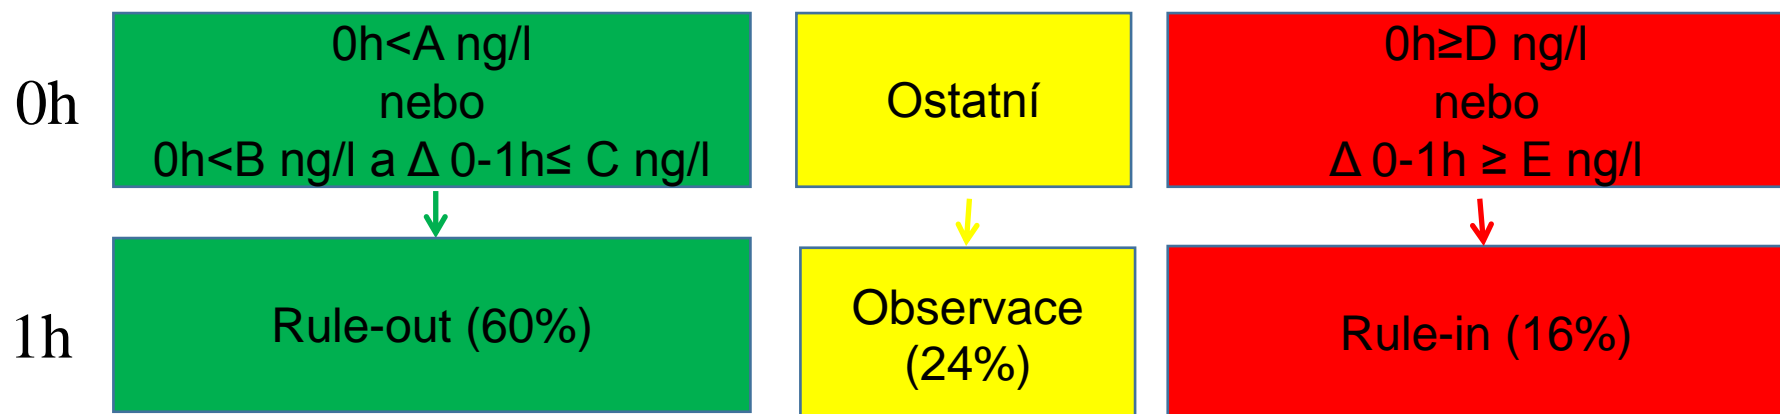 0h
0h<A ng/l
nebo
0h<B ng/l a Δ 0-1h≤ C ng/l
Ostatní
0h≥D ng/l
nebo
Δ 0-1h ≥ E ng/l
1h
Rule-out (60%)
Observace
(24%)
Rule-in (16%)